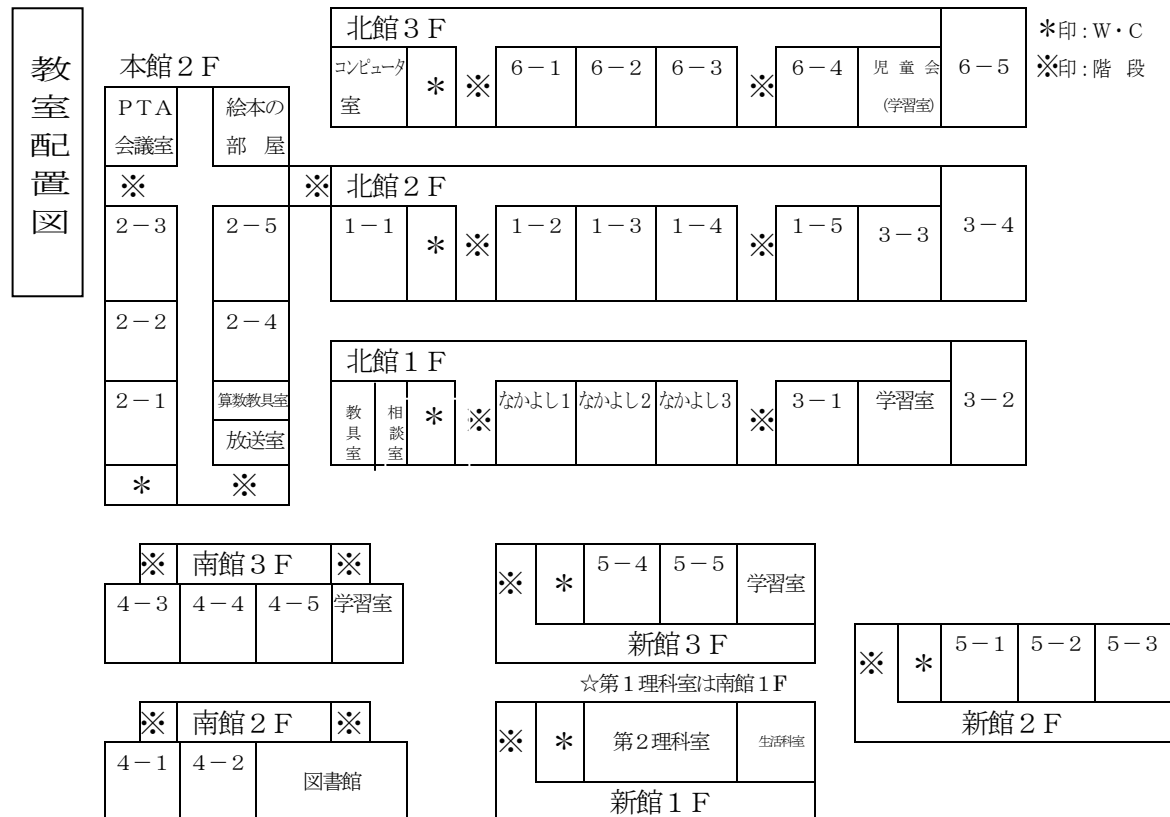 教室配置図
本館２Ｆ
ＰＴＡ 絵本の
会議室 部 屋
※ ※
２－３ ２－５
２－２ ２－４
２－１ 算数教具室
放送室
＊ ※
北館３Ｆ
コンピュータ室 ＊ ※ ６－１ ６－２ ６－３ ※ ６－４ 児童会(学習室) ６－５
＊印：Ｗ・Ｃ
※印：階 段
北館２Ｆ
１－１ ＊ ※ １－２ １－３ １－４ ※ １－５ ３－３ ３－４
北館１Ｆ
教具室 相談室 ＊ ※ なかよし1 なかよし2 なかよし3 ※ ３－１ 学習室 ３－２
※ 南館３Ｆ ※
４－３ ４－４ ４－５ 学習室
※ ＊ ５－４ ５－５ 学習室
新館３Ｆ
☆第１理科室は南館１F
※ ＊ ５－１ ５－２ ５－３
新館２Ｆ
※ 南館２Ｆ ※
４－１ ４－２ 図書館
※ ＊ 第２理科室 生活科室
新館１Ｆ